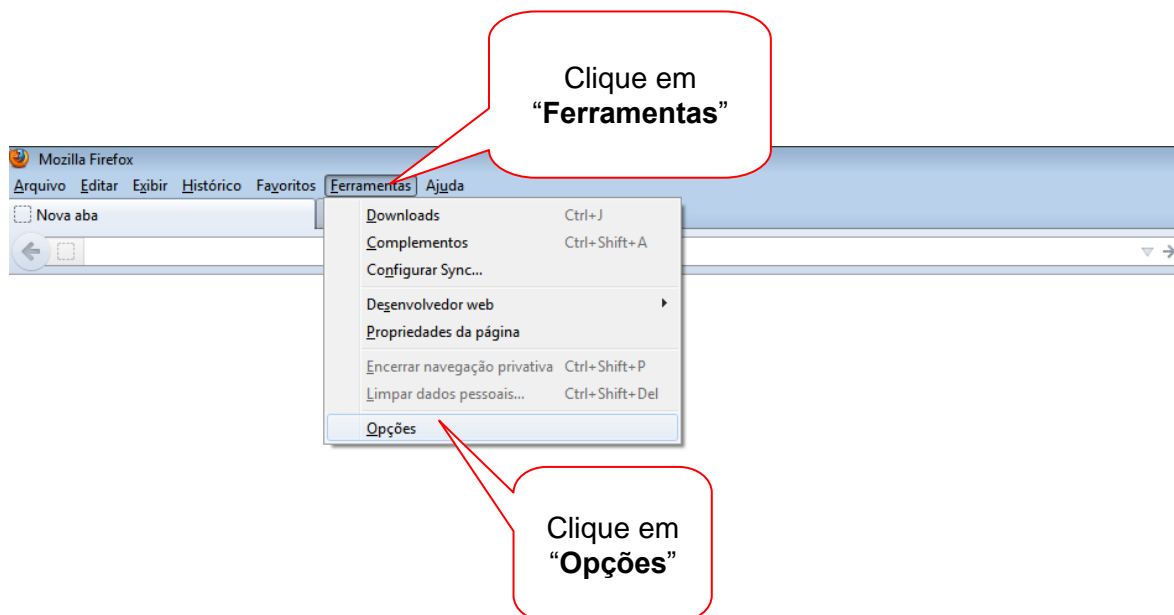 Clique em
“Ferramentas”
Mozilla Firefox
Arquivo Editar Exibir Histórico Favoritos Ferramentas Ajuda
Nova aba
Downloads Ctrl+J
Complementos Ctrl+Shift+A
Configurar Sync...
Desenvolvedor web
Propriedades da página
Encerrar navegação privativa Ctrl+Shift+P
Limpar dados pessoais... Ctrl+Shift+Del
Opções
Clique em
“Opções”